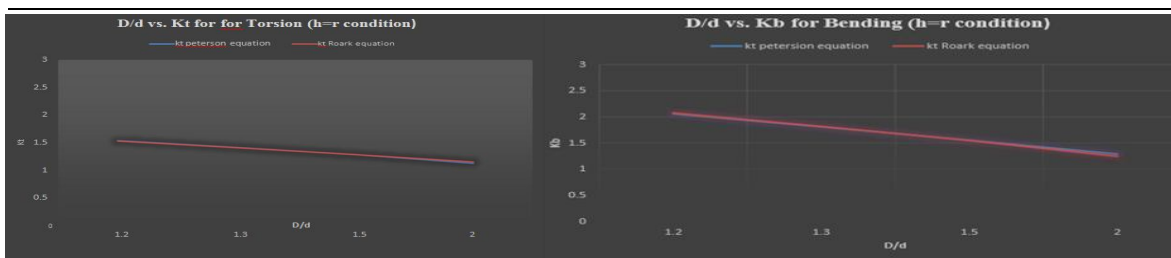 D/d vs. Kt for for Torsion (h=r condition)
kt peterson equation
kt Roark equation
3
2.5
2
1.5
1
0.5
0
kt
1.2
1.3
1.5
2
D/d
D/d vs. Kb for Bending (h=r condition)
kt petersion equation
kt Roark equation
3
2.5
2
1.5
1
0.5
0
Kb
1.2
1.3
1.5
2
D/d